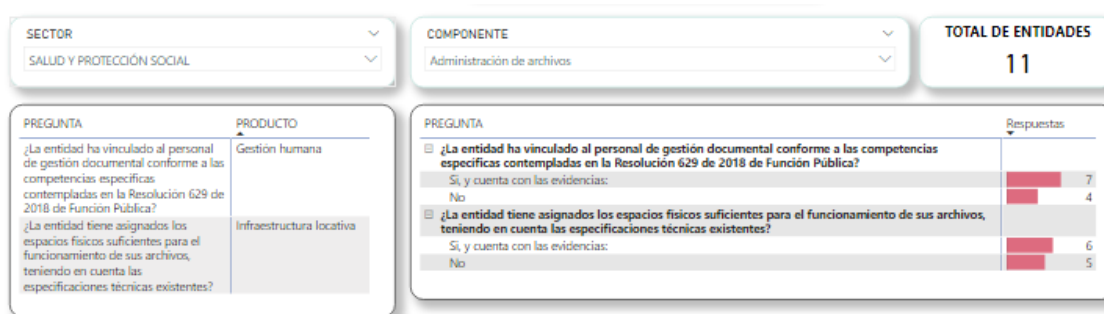 SECTOR
SALUD Y PROTECCIÓN SOCIAL
COMPONENTE
Administración de archivos
TOTAL DE ENTIDADES
11
PREGUNTA PRODUCTO
¿La entidad ha vinculado al personal Gestión humana
de gestión documental conforme a las
competencias específicas
contempladas en la Resolución 629 de
2018 de Función Pública?
¿La entidad tiene asignados los Infraestructura locativa
espacios físicos suficientes para el
funcionamiento de sus archivos,
teniendo en cuenta las
especificaciones técnicas existentes?
PREGUNTA Respuestas
¿La entidad ha vinculado al personal de gestión documental conforme a las competencias
específicas contempladas en la Resolución 629 de 2018 de Función Pública?
Si, y cuenta con las evidencias: 7
No 4
¿La entidad tiene asignados los espacios físicos suficientes para el funcionamiento de sus archivos,
teniendo en cuenta las especificaciones técnicas existentes?
Si, y cuenta con las evidencias: 6
No 5